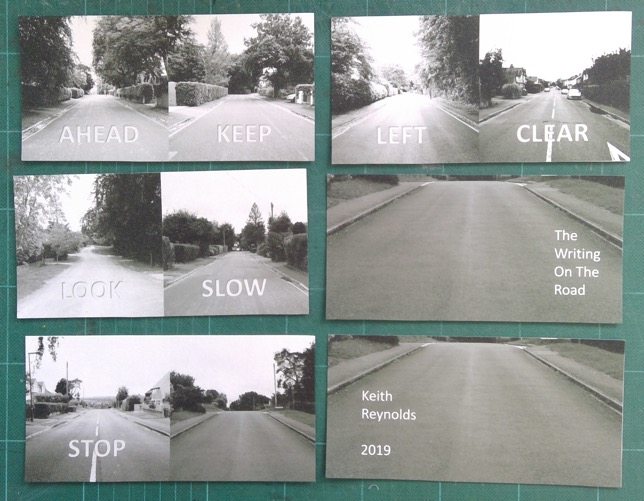 AHEAD
KEEP
LEFT
CLEAR
LOOK
SLOW
The
Writing
On The
Road
STOP
Keith
Reynolds
2019